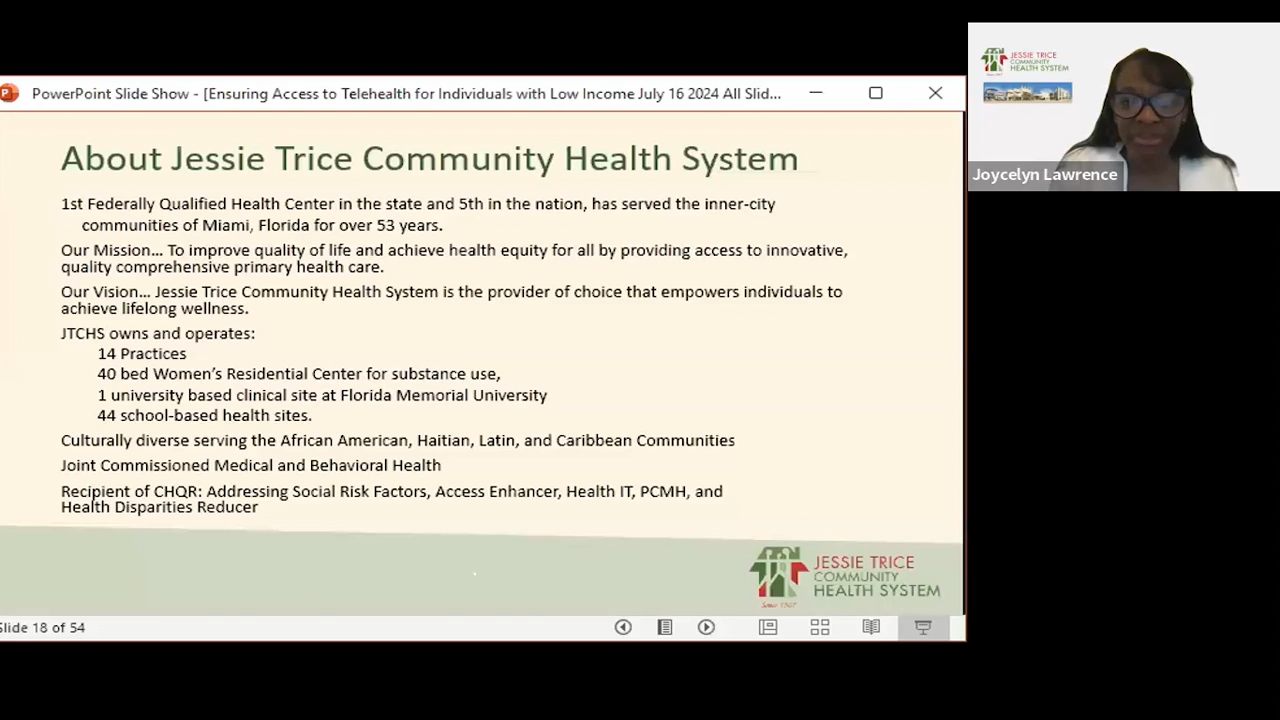 JESSIE TRICE
COMMUNITY
HEALTH SYSTEM
Joycelyn Lawrence
PowerPoint Slide Show - [Ensuring Access to Telehealth for Individuals with Low Income July 16 2024 All Slid...
About Jessie Trice Community Health System
1st Federally Qualified Health Center in the state and 5th in the nation, has served the inner-city
communities of Miami, Florida for over 53 years.
Our Mission... To improve quality of life and achieve health equity for all by providing access to innovative,
quality comprehensive primary health care.
Our Vision... Jessie Trice Community Health System is the provider of choice that empowers individuals to
achieve lifelong wellness.
JTCHS owns and operates:
14 Practices
40 bed Women's Residential Center for substance use,
1 university based clinical site at Florida Memorial University
44 school-based health sites.
Culturally diverse serving the African American, Haitian, Latin, and Caribbean Communities
Joint Commissioned Medical and Behavioral Health
Recipient of CHQR: Addressing Social Risk Factors, Access Enhancer, Health IT, PCMH, and
Health Disparities Reducer
JESSIE TRICE
COMMUNITY
HEALTH SYSTEM
Since 1967
Slide 18 of 54